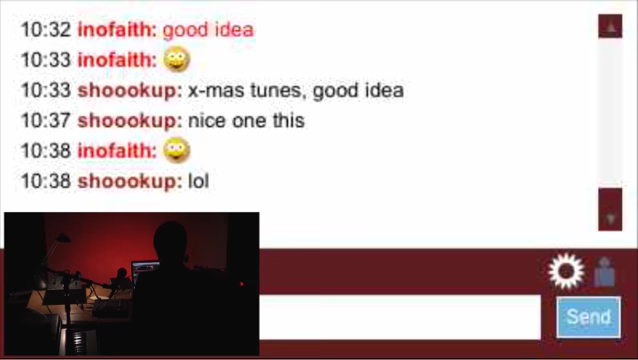 10:32 inofaith: good idea
10:33 inofaith:
10:33 shoookup: x-mas tunes, good idea
10:37 shoookup: nice one this
10:38 inofaith:
10:38 shoookup: lol
Send